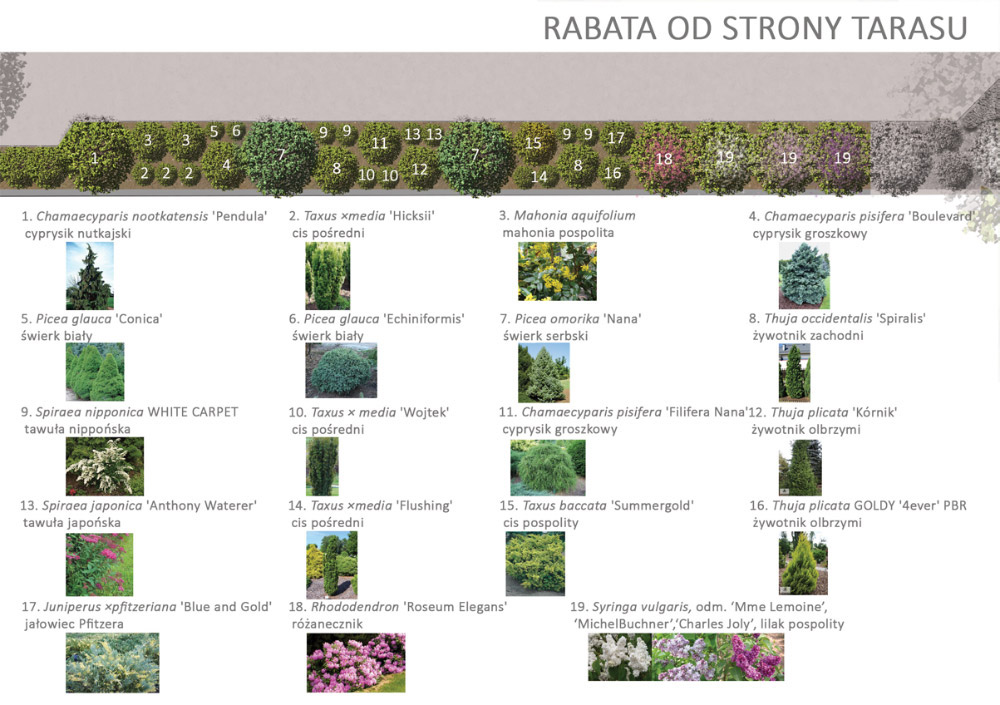 RABATA OD STRONY TARASU
5 6 9 9 13 13 9 9
3 3 11 15 17
1 4 7 7 18 19 19 19
2 2 2 8 10 10 12 14 8 16
1. Chamaecyparis nootkatensis 'Pendula'
cyprysik nutkajski
2. Taxus ×media 'Hicksii'
cis pośredni
3. Mahonia aquifolium
mahonia pospolita
4. Chamaecyparis pisifera 'Boulevard'
cyprysik groszkowy
5. Picea glauca 'Conica'
świerk biały
6. Picea glauca 'Echiniformis'
świerk biały
7. Picea omorika 'Nana'
świerk serbski
8. Thuja occidentalis 'Spiralis'
żywotnik zachodni
9. Spiraea nipponica WHITE CARPET
tawuła nippońska
10. Taxus × media 'Wojtek'
cis pośredni
11. Chamaecyparis pisifera 'Filifera Nana'
cyprysik groszkowy
12. Thuja plicata 'Kórnik'
żywotnik olbrzymi
13. Spiraea japonica 'Anthony Waterer'
tawuła japońska
14. Taxus ×media 'Flushing'
cis pośredni
15. Taxus baccata 'Summergold'
cis pospolity
16. Thuja plicata GOLDY '4ever' PBR
żywotnik olbrzymi
17. Juniperus ×pfitzeriana 'Blue and Gold'
jałowiec Pfitzera
18. Rhododendron 'Roseum Elegans'
różanecznik
19. Syringa vulgaris, odm. ‘Mme Lemoine’,
‘MichelBuchner’,‘Charles Joly’, lilak pospolity